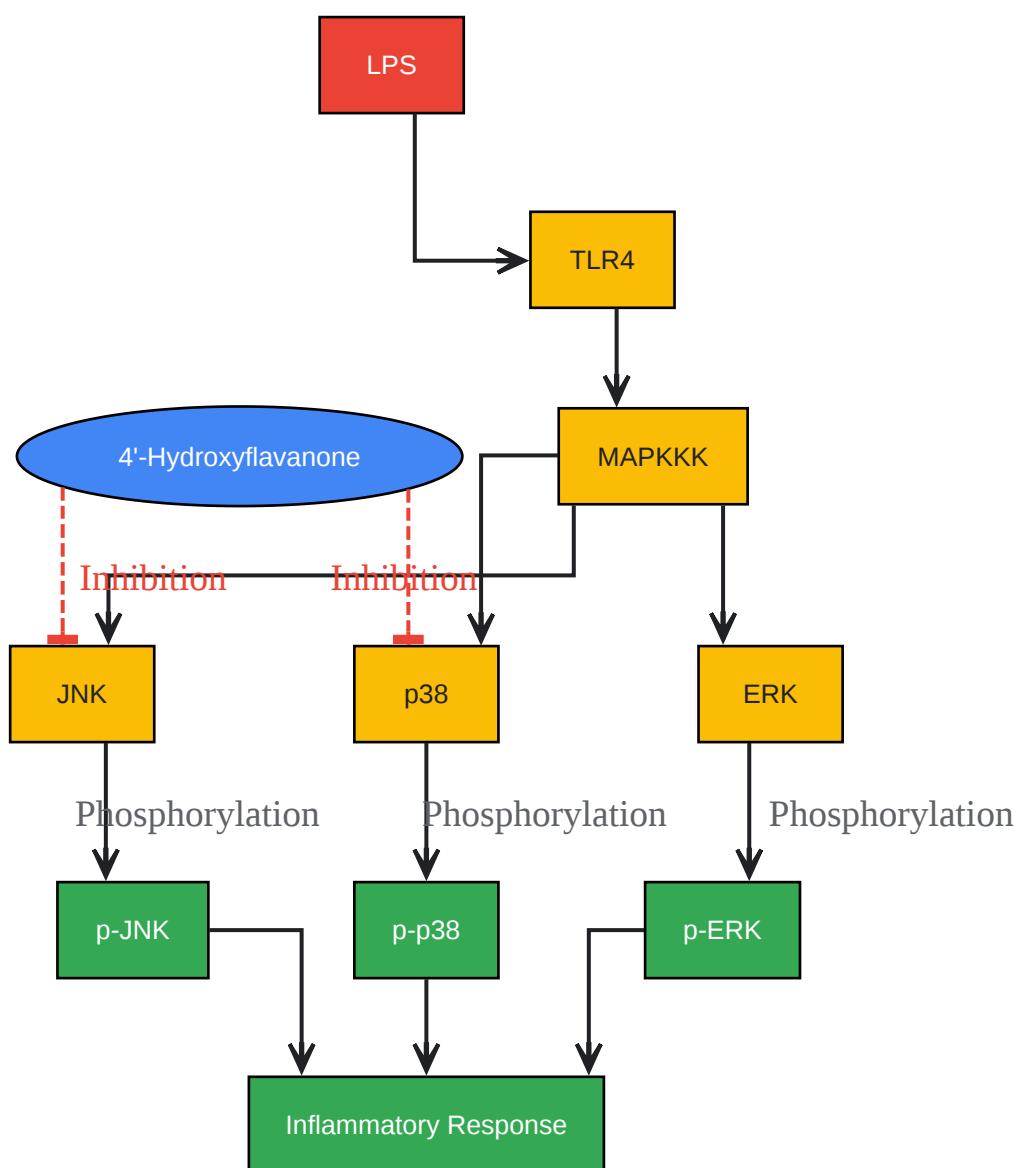 LPS
TLR4
4'-Hydroxyflavanone
MAPKKK
Inhibition
Inhibition
JNK
p38
ERK
Phosphorylation
Phosphorylation
Phosphorylation
p-JNK
p-p38
p-ERK
Inflammatory Response